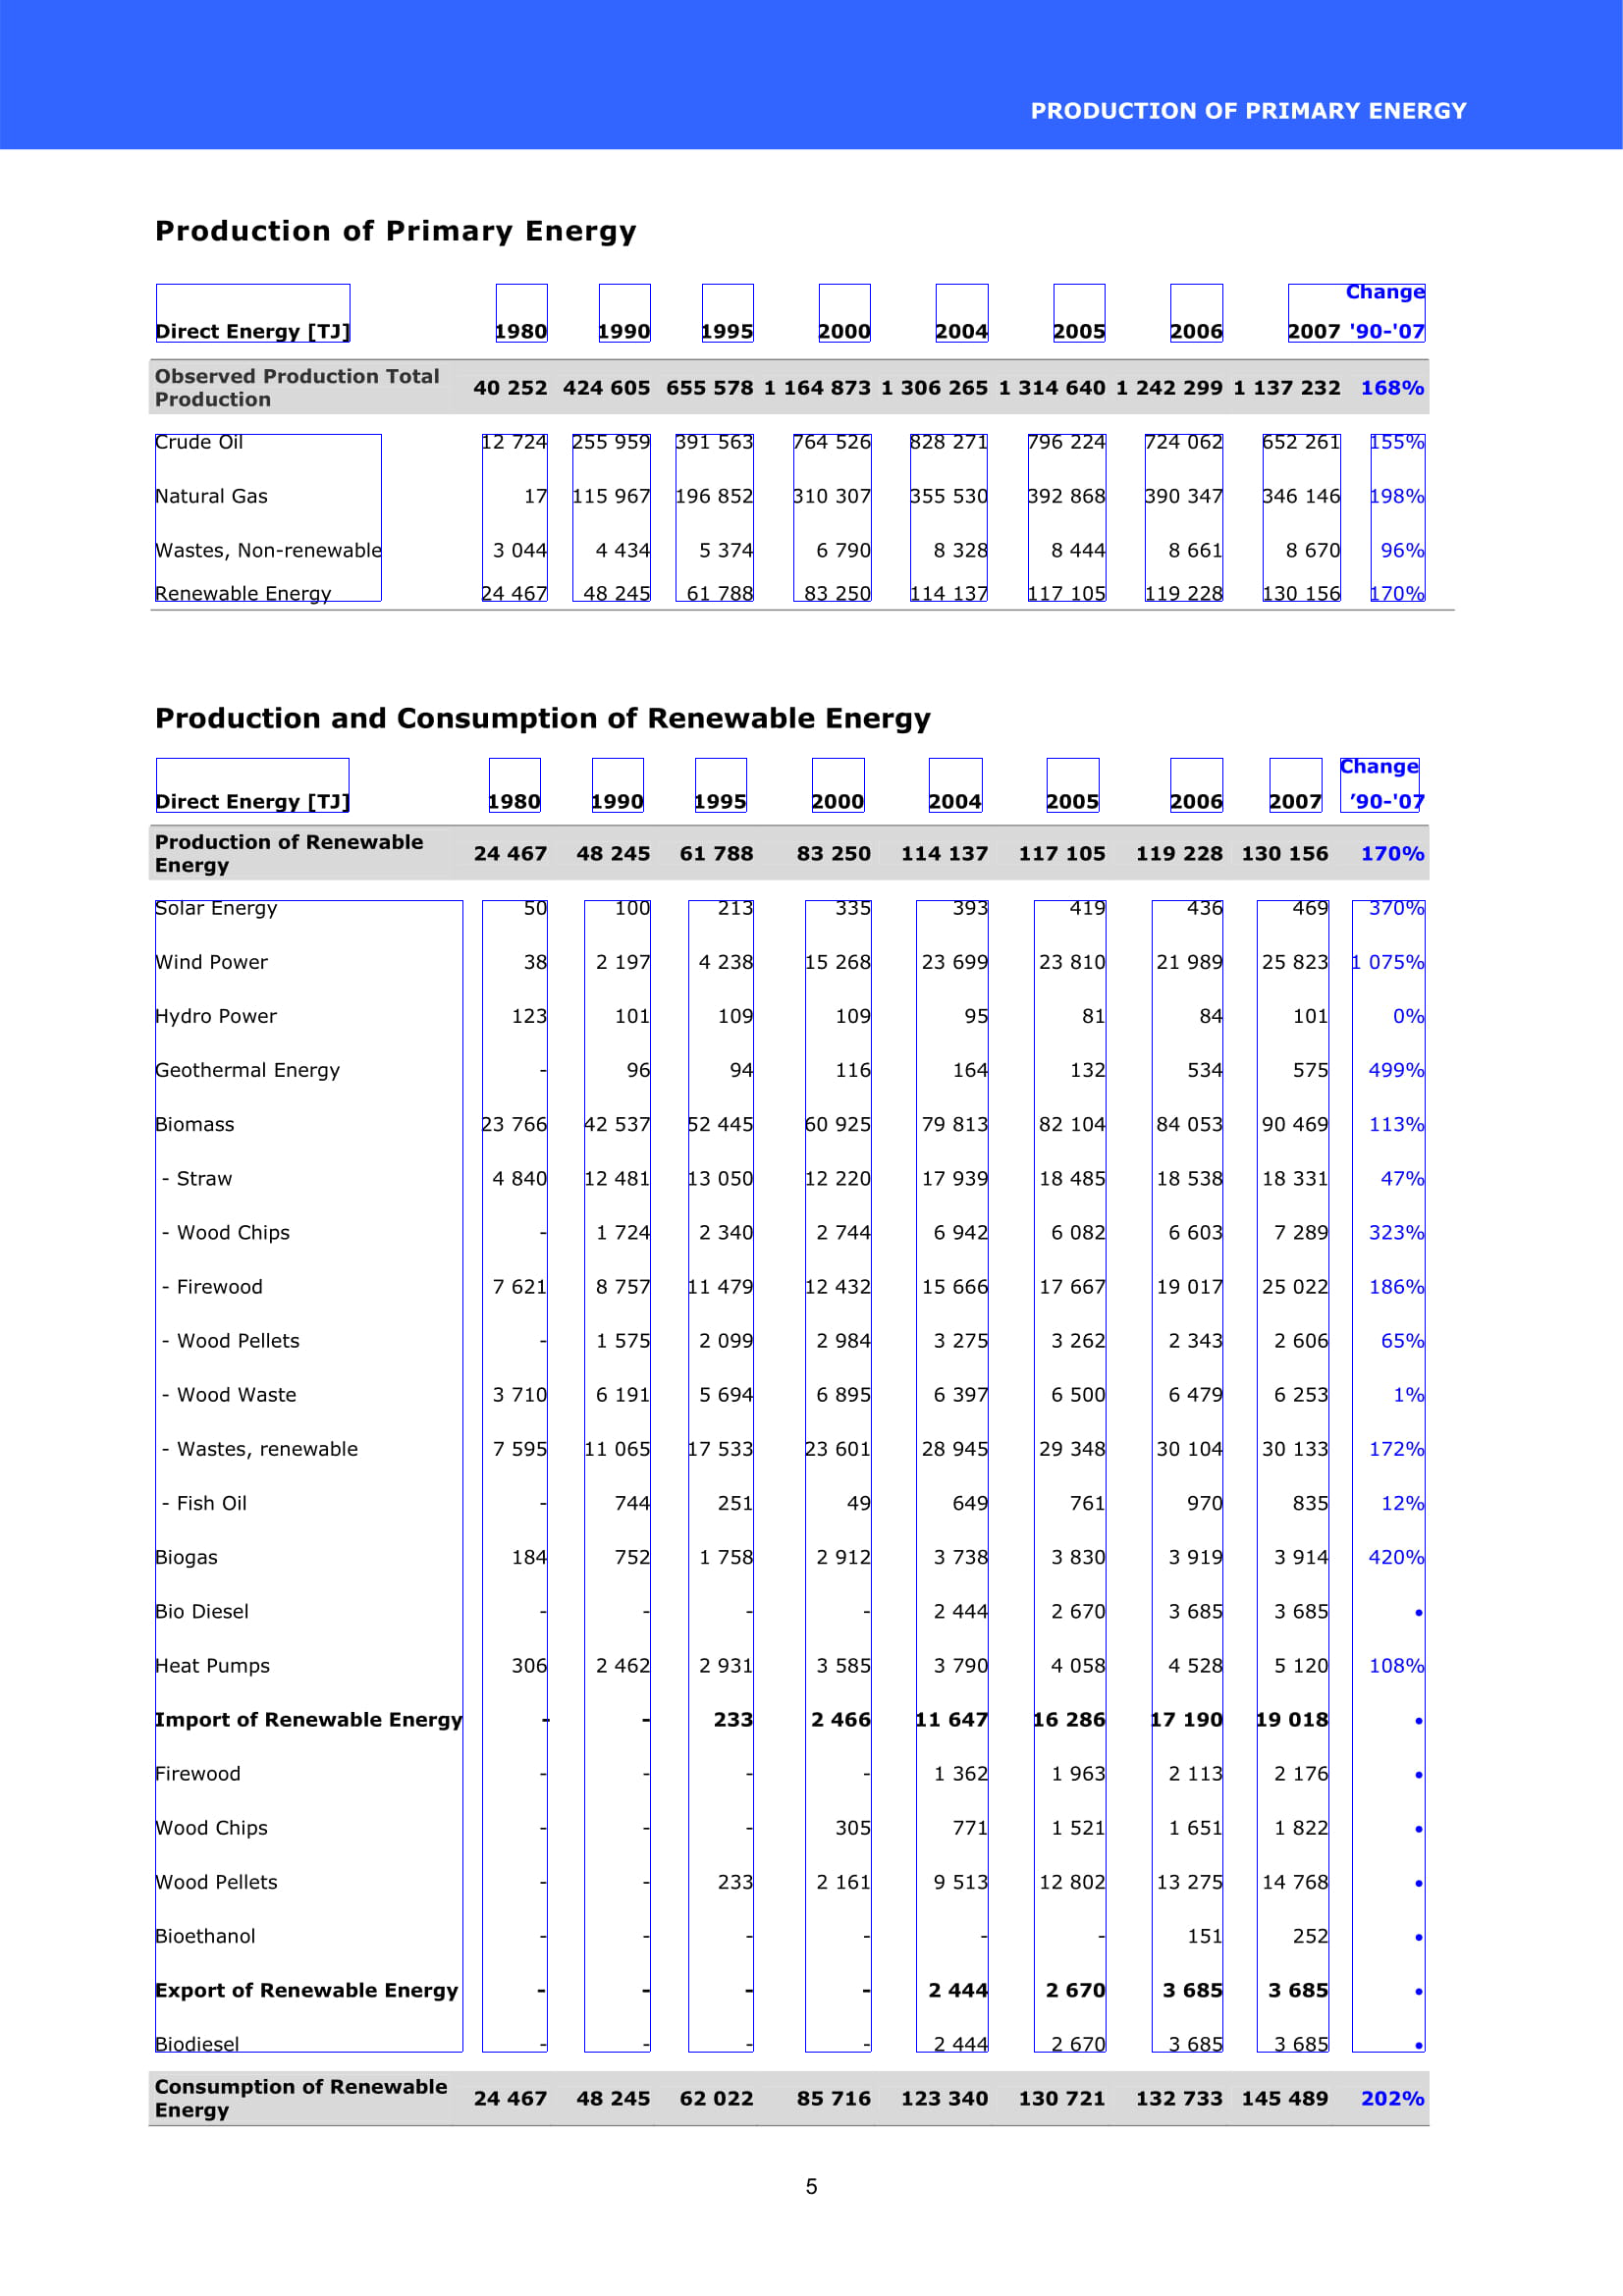 PRODUCTION OF PRIMARY ENERGY
Production of Primary Energy
Change
Direct Energy [TJ] 1980 1990 1995 2000 2004 2005 2006 2007 '90-'07
Observed Production Total
Production 40 252 424 605 655 578 1 164 873 1 306 265 1 314 640 1 242 299 1 137 232 168%
Crude Oil 12 724 255 959 391 563 764 526 828 271 796 224 724 062 652 261 155%
Natural Gas 17 115 967 196 852 310 307 355 530 392 868 390 347 346 146 198%
Wastes, Non-renewable 3 044 4 434 5 374 6 790 8 328 8 444 8 661 8 670 96%
Renewable Energy 24 467 48 245 61 788 83 250 114 137 117 105 119 228 130 156 170%
Production and Consumption of Renewable Energy
Change
Direct Energy [TJ] 1980 1990 1995 2000 2004 2005 2006 2007 ’90-'07
Production of Renewable
Energy 24 467 48 245 61 788 83 250 114 137 117 105 119 228 130 156 170%
Solar Energy 50 100 213 335 393 419 436 469 370%
Wind Power 38 2 197 4 238 15 268 23 699 23 810 21 989 25 823 1 075%
Hydro Power 123 101 109 109 95 81 84 101 0%
Geothermal Energy - 96 94 116 164 132 534 575 499%
Biomass 23 766 42 537 52 445 60 925 79 813 82 104 84 053 90 469 113%
- Straw 4 840 12 481 13 050 12 220 17 939 18 485 18 538 18 331 47%
- Wood Chips - 1 724 2 340 2 744 6 942 6 082 6 603 7 289 323%
- Firewood 7 621 8 757 11 479 12 432 15 666 17 667 19 017 25 022 186%
- Wood Pellets - 1 575 2 099 2 984 3 275 3 262 2 343 2 606 65%
- Wood Waste 3 710 6 191 5 694 6 895 6 397 6 500 6 479 6 253 1%
- Wastes, renewable 7 595 11 065 17 533 23 601 28 945 29 348 30 104 30 133 172%
- Fish Oil - 744 251 49 649 761 970 835 12%
Biogas 184 752 1 758 2 912 3 738 3 830 3 919 3 914 420%
Bio Diesel - - - - 2 444 2 670 3 685 3 685 •
Heat Pumps 306 2 462 2 931 3 585 3 790 4 058 4 528 5 120 108%
Import of Renewable Energy - - 233 2 466 11 647 16 286 17 190 19 018 •
Firewood - - - - 1 362 1 963 2 113 2 176 •
Wood Chips - - - 305 771 1 521 1 651 1 822 •
Wood Pellets - - 233 2 161 9 513 12 802 13 275 14 768 •
Bioethanol - - - - - - 151 252 •
Export of Renewable Energy - - - - 2 444 2 670 3 685 3 685 •
Biodiesel - - - - 2 444 2 670 3 685 3 685 •
Consumption of Renewable
Energy 24 467 48 245 62 022 85 716 123 340 130 721 132 733 145 489 202%
5